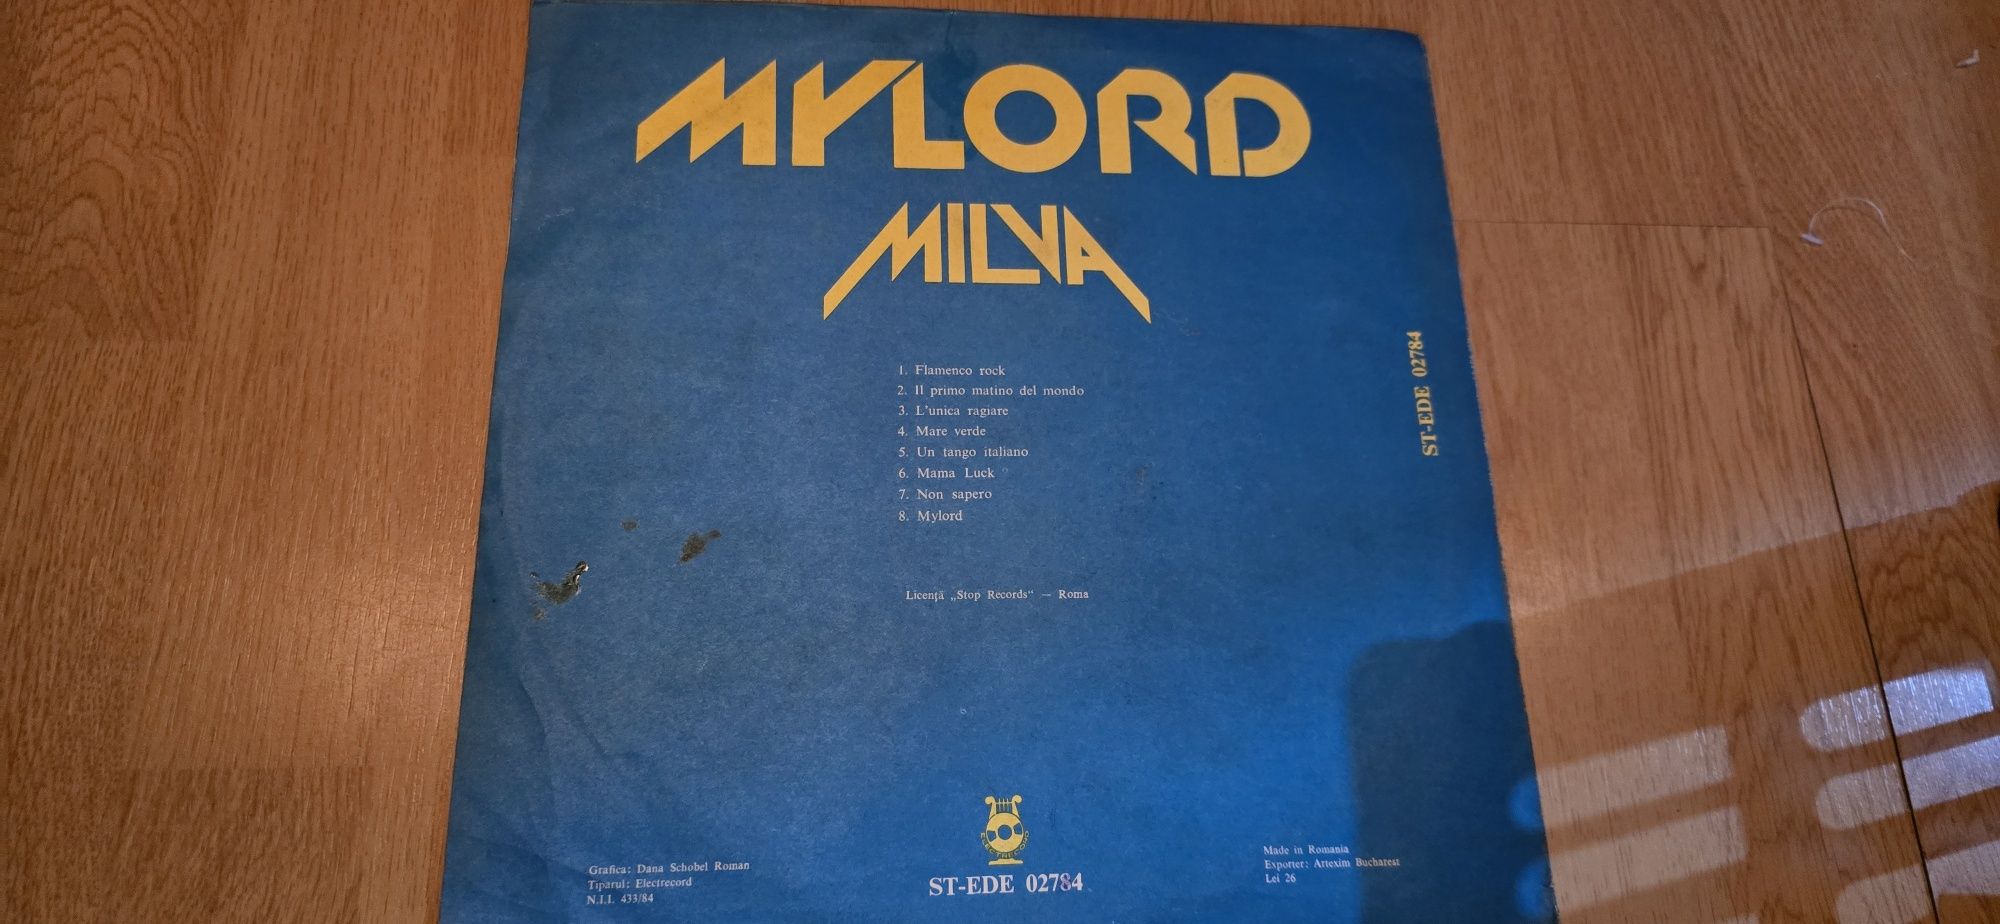 MYLORD
MILVA
1. Flamenco rock
2. Il primo matino del mondo
3. L'unica ragiare
4. Mare verde
5. Un tango italiano
6. Mama Luck
7. Non sapero
8. Mylord
Licență „Stop Records“ — Roma
ST-EDE 02784
ELECTRECORD
Grafica: Dana Schobel Roman
Tiparul: Electrecord
N.I.I. 433/84
ST-EDE 02784
Made in Romania
Exporter: Artexim Bucharest
Lei 26